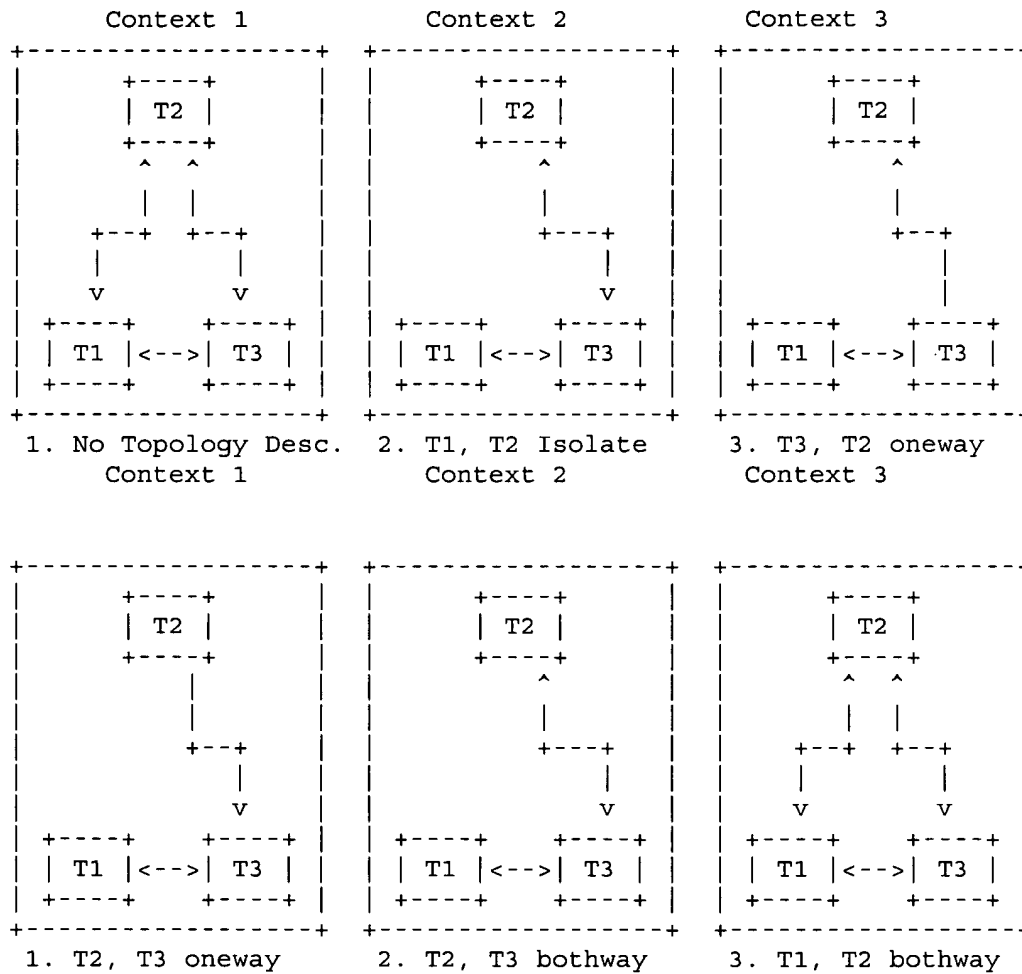 Context 1 Context 2 Context 3
T2 T2 T2
T1 <--> T3 T1 <--> T3 T1 <--> T3
1. No Topology Desc. 2. T1, T2 Isolate 3. T3, T2 oneway
Context 1 Context 2 Context 3
T2 T2 T2
T1 <--> T3 T1 <--> T3 T1 <--> T3
1. T2, T3 oneway 2. T2, T3 bothway 3. T1, T2 bothway